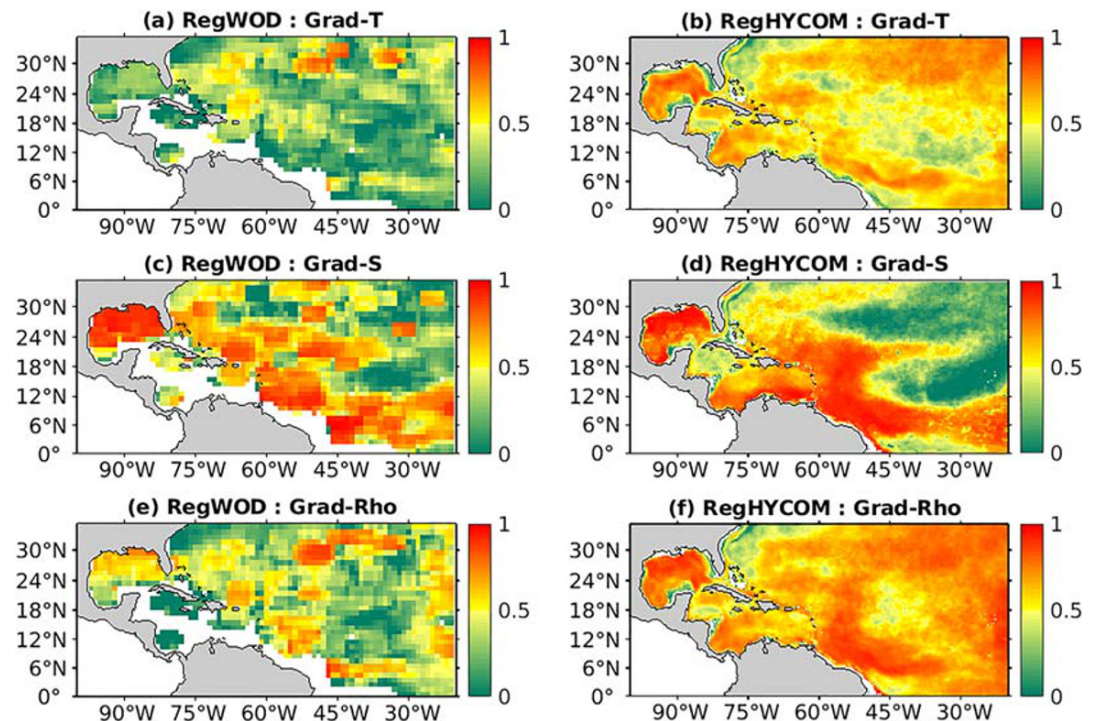 (a) RegWOD : Grad-T
(b) RegHYCOM : Grad-T
30°N
24°N
18°N
12°N
6°N
0°
90°W 75°W 60°W 45°W 30°W
1
0.5
0
30°N
24°N
18°N
12°N
6°N
0°
90°W 75°W 60°W 45°W 30°W
1
0.5
0
(c) RegWOD : Grad-S
(d) RegHYCOM : Grad-S
30°N
24°N
18°N
12°N
6°N
0°
90°W 75°W 60°W 45°W 30°W
1
0.5
0
30°N
24°N
18°N
12°N
6°N
0°
90°W 75°W 60°W 45°W 30°W
1
0.5
0
(e) RegWOD : Grad-Rho
(f) RegHYCOM : Grad-Rho
30°N
24°N
18°N
12°N
6°N
0°
90°W 75°W 60°W 45°W 30°W
1
0.5
0
30°N
24°N
18°N
12°N
6°N
0°
90°W 75°W 60°W 45°W 30°W
1
0.5
0